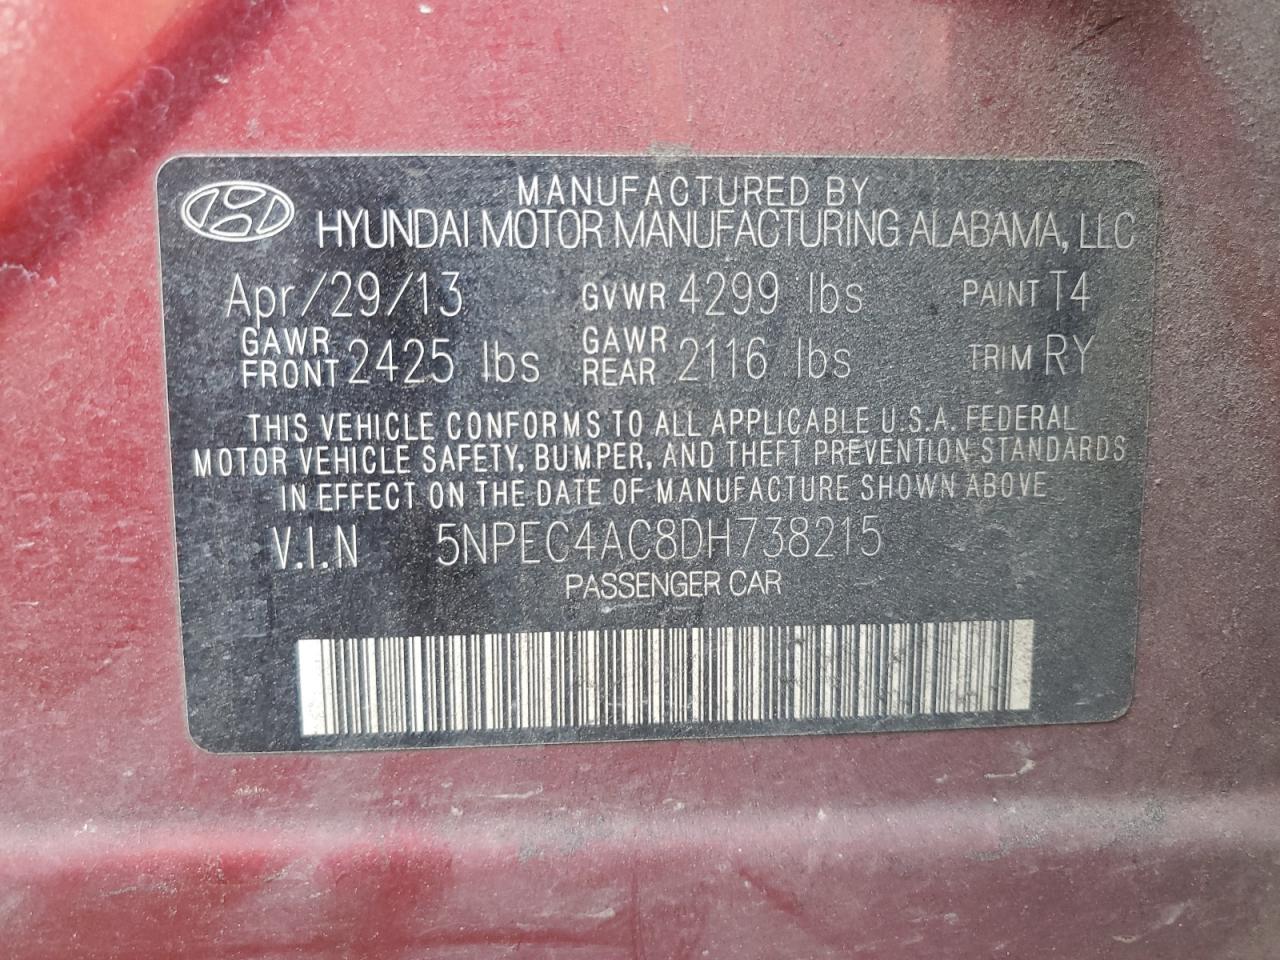 MANUFACTURED BY
HYUNDAI MOTOR MANUFACTURING ALABAMA, LLC
Apr/29/13 GVWR 4299 lbs PAINT T4
GAWR FRONT 2425 lbs GAWR REAR 2116 lbs TRIM RY
THIS VEHICLE CONFORMS TO ALL APPLICABLE U.S.A. FEDERAL
MOTOR VEHICLE SAFETY, BUMPER, AND THEFT PREVENTION STANDARDS
IN EFFECT ON THE DATE OF MANUFACTURE SHOWN ABOVE
V.I.N 5NPEC4AC8DH738215
PASSENGER CAR